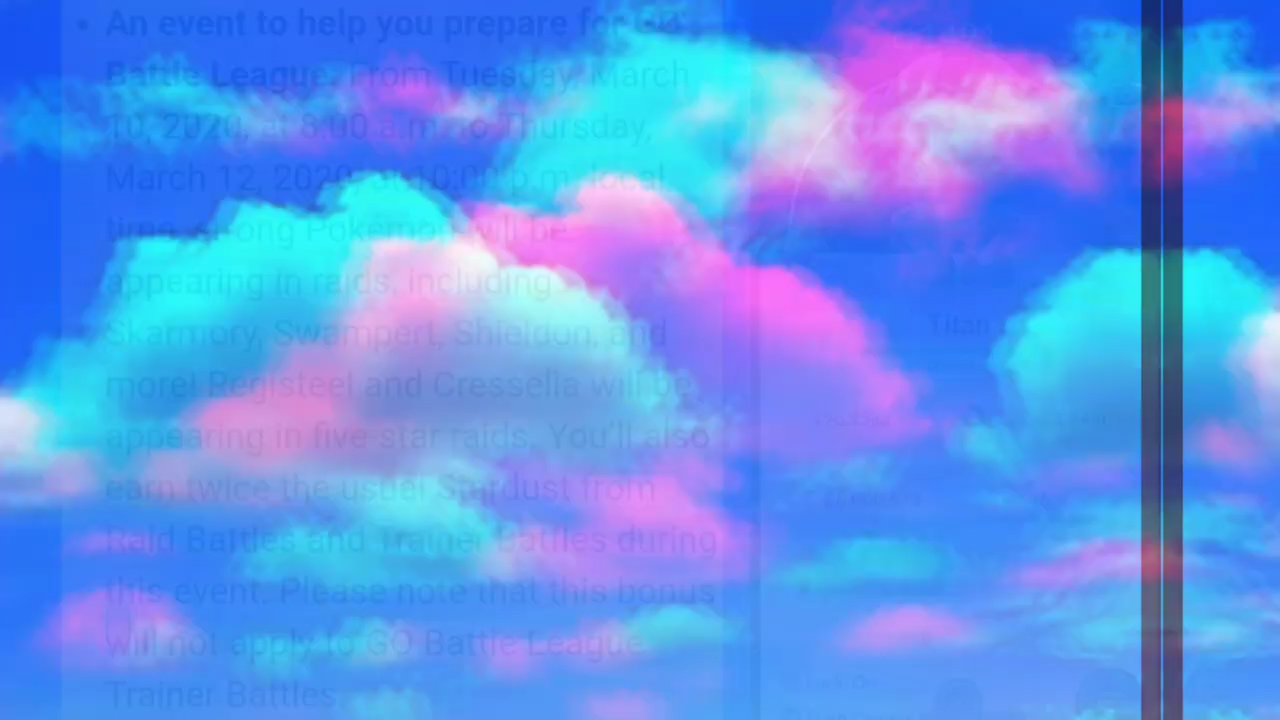 • An event to help you prepare for GO
Battle League. From Tuesday, March
10, 2020, at 8:00 a.m. to Thursday,
March 12, 2020, at 10:00 p.m. local
time, strong Pokémon will be
appearing in raids, including
Skarmory, Swampert, Shieldon, and
more! Registeel and Cresselia will be
appearing in five-star raids. You'll also
earn twice the usual Stardust from
Raid Battles and Trainer Battles during
this event. Please note that this bonus
will not apply to GO Battle League
Trainer Battles
Titan